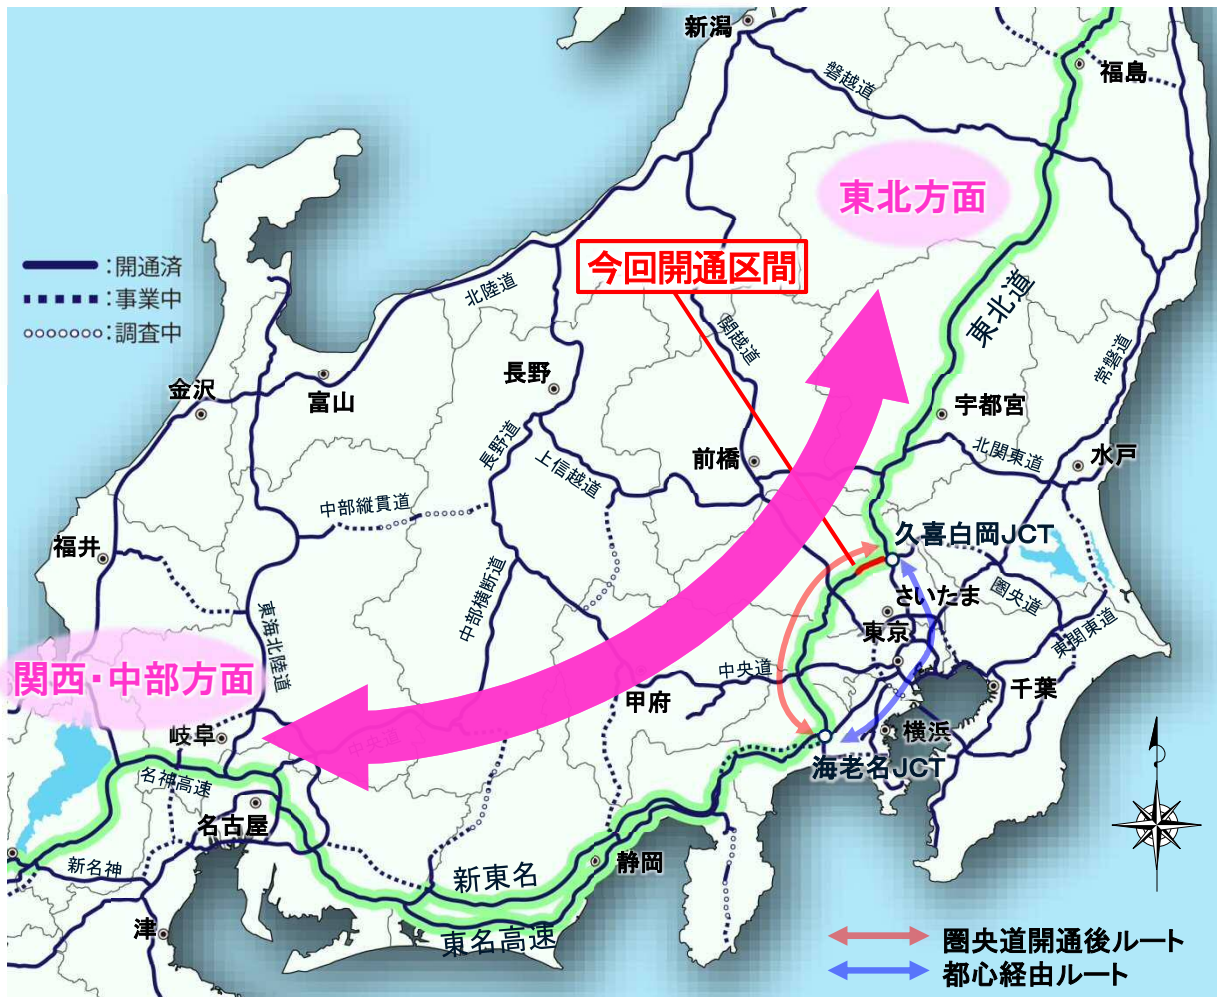 新潟
福島
磐越道
東北方面
今回開通区間
:開通済
:事業中
:調査中
北陸道
関越道
東北道
常磐道
長野
金沢
富山
宇都宮
長野道
上信越道
前橋
北関東道
水戸
中部縦貫道
福井
久喜白岡JCT
中部横断道
さいたま
圏央道
東海北陸道
東京
東関東道
関西・中部方面
中央道
甲府
千葉
岐阜
中央道
横浜
海老名JCT
名神高速
名古屋
新名神
新東名
静岡
津
東名高速
圏央道開通後ルート
都心経由ルート